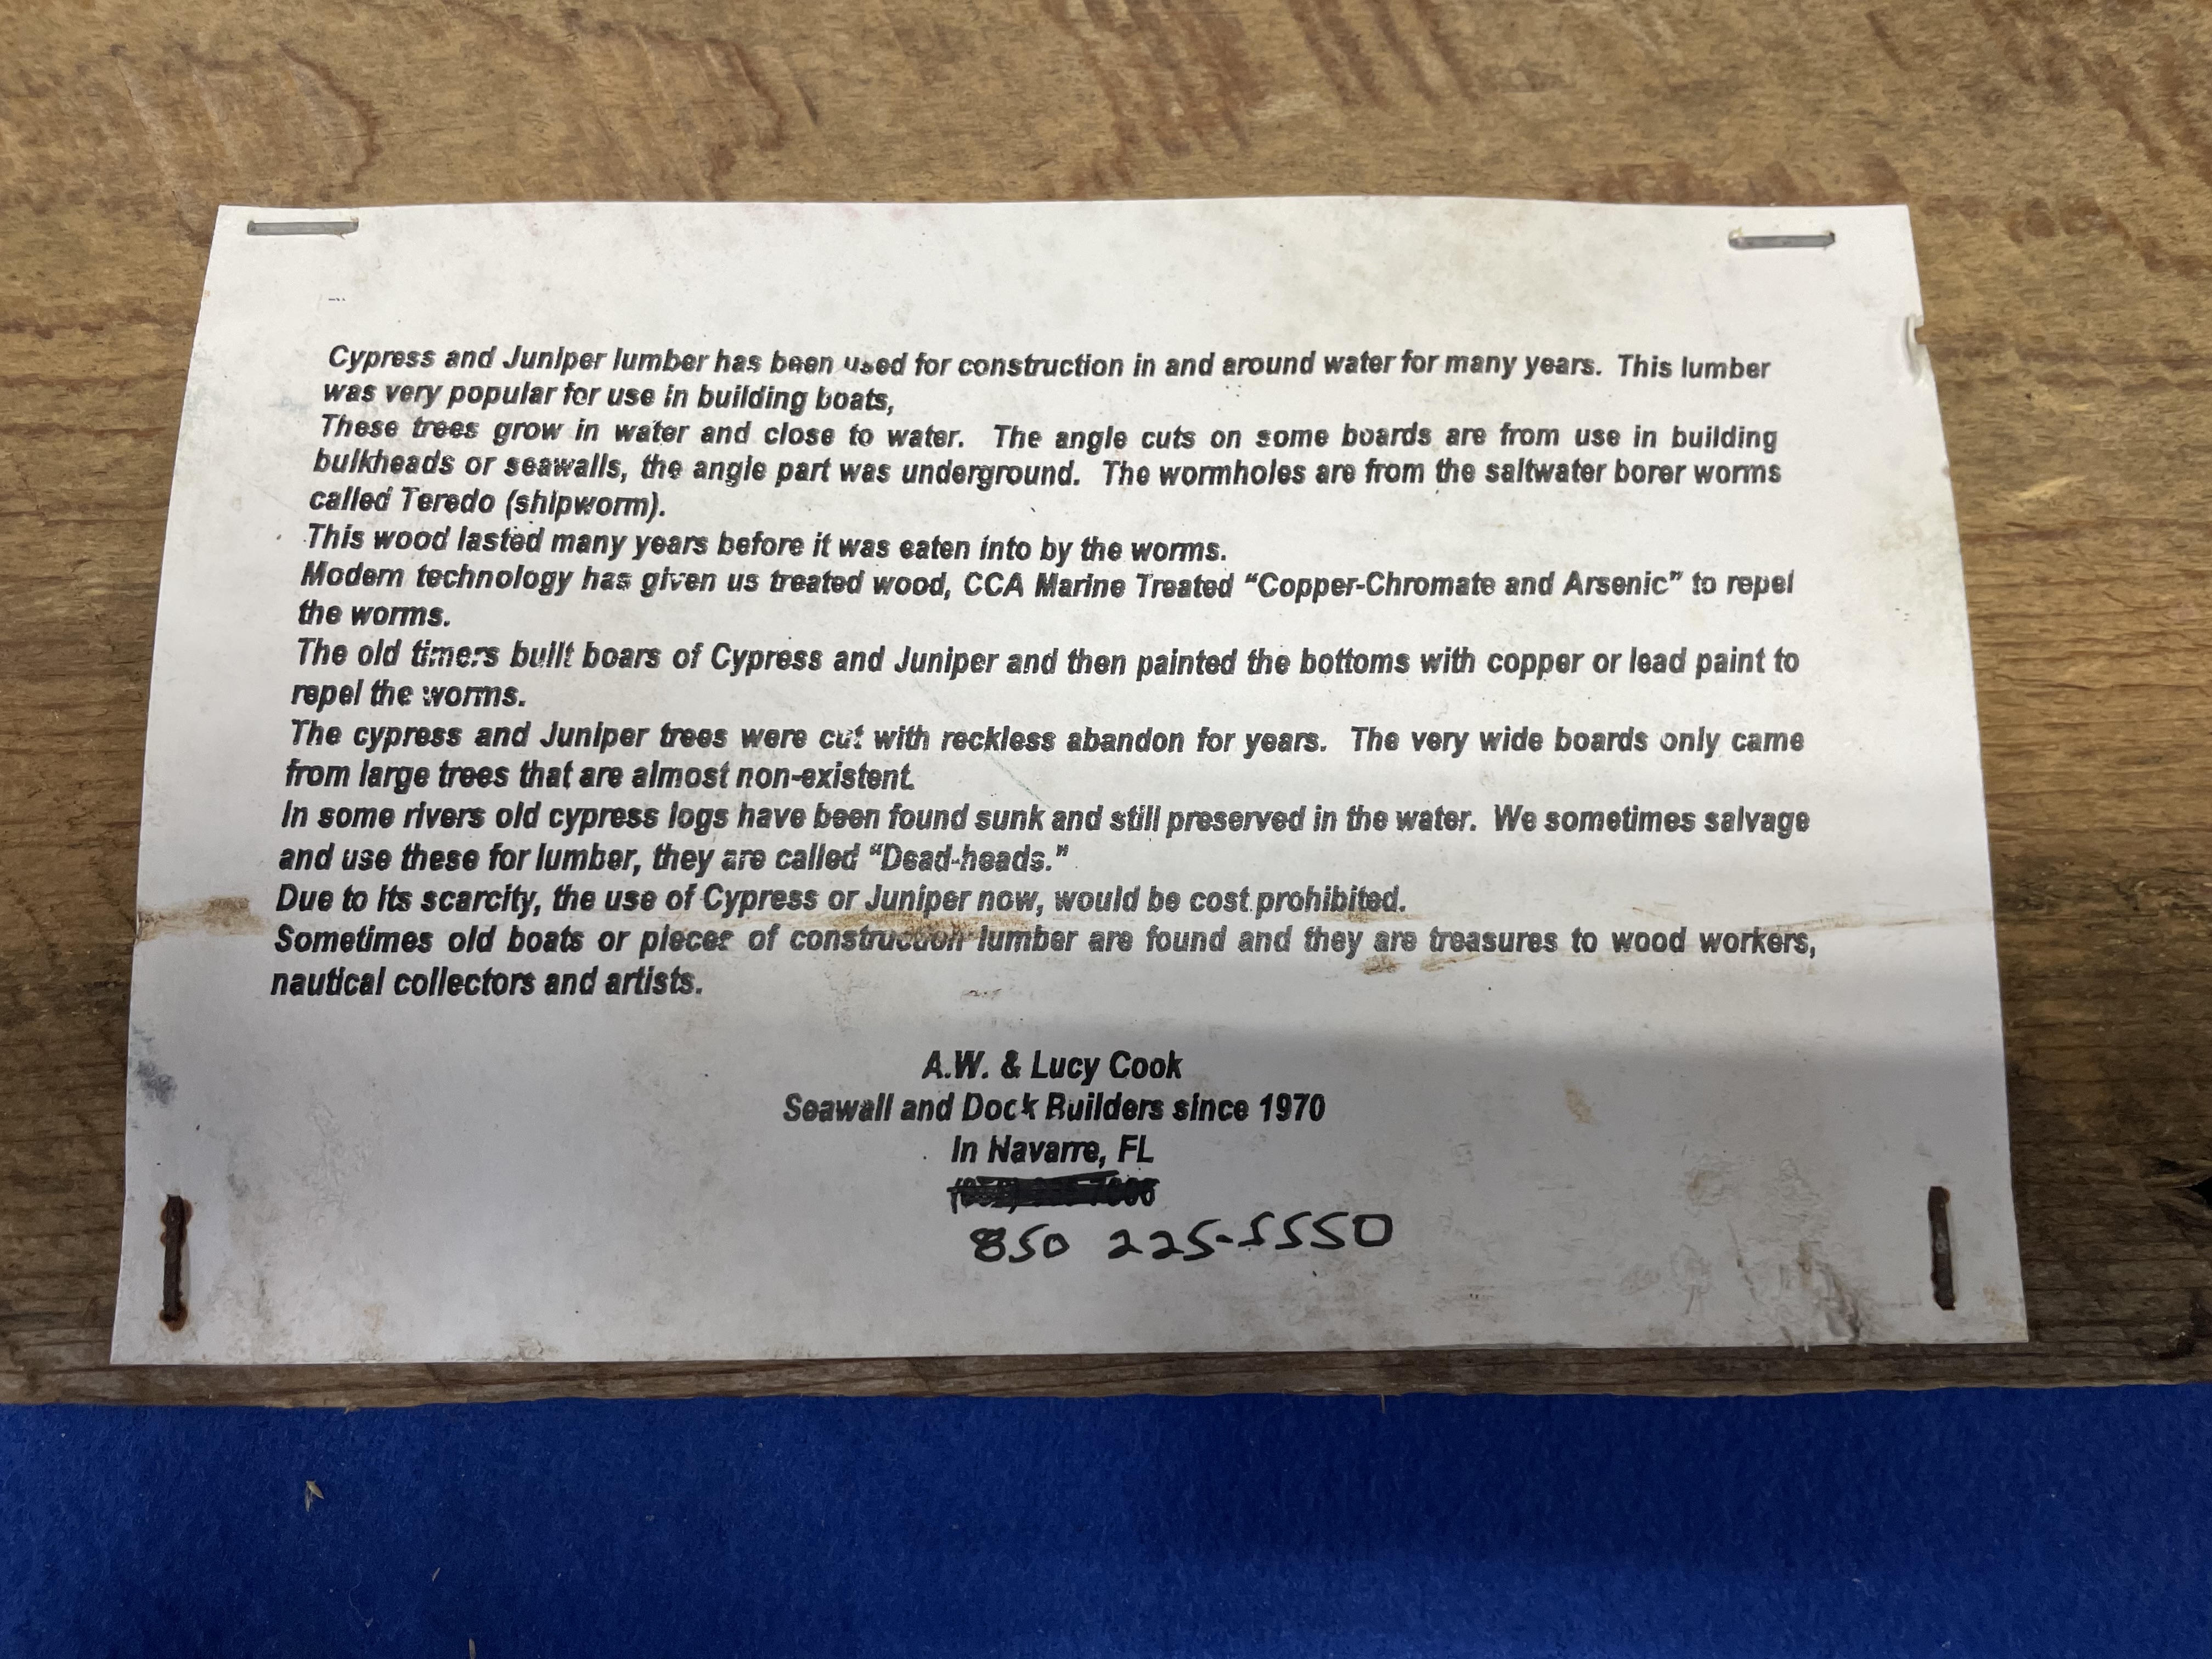 Cypress and Juniper lumber has been used for construction in and around water for many years. This lumber
was very popular for use in building boats,
These trees grow in water and close to water. The angle cuts on some boards are from use in building
bulkheads or seawalls, the angle part was underground. The wormholes are from the saltwater borer worms
called Teredo (shipworm).
This wood lasted many years before it was eaten into by the worms.
Modern technology has given us treated wood, CCA Marine Treated “Copper-Chromate and Arsenic” to repel
the worms.
The old timers built boars of Cypress and Juniper and then painted the bottoms with copper or lead paint to
repel the worms.
The cypress and Juniper trees were cut with reckless abandon for years. The very wide boards only came
from large trees that are almost non-existent.
In some rivers old cypress logs have been found sunk and still preserved in the water. We sometimes salvage
and use these for lumber, they are called “Dead-heads.”
Due to its scarcity, the use of Cypress or Juniper now, would be cost prohibited.
Sometimes old boats or pieces of construction lumber are found and they are treasures to wood workers,
nautical collectors and artists.
A.W. & Lucy Cook
Seawall and Dock Builders since 1970
In Navarre, FL
850 225-5550